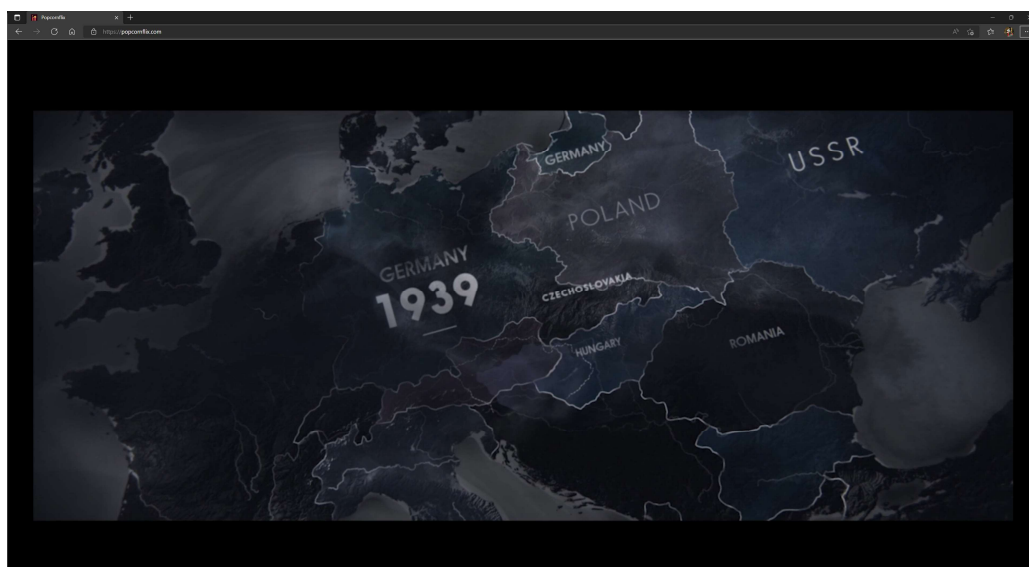 Popcornflix
https://popcornflix.com
GERMANY
USSR
POLAND
GERMANY
1939
CZECHOSLOVAKIA
HUNGARY
ROMANIA